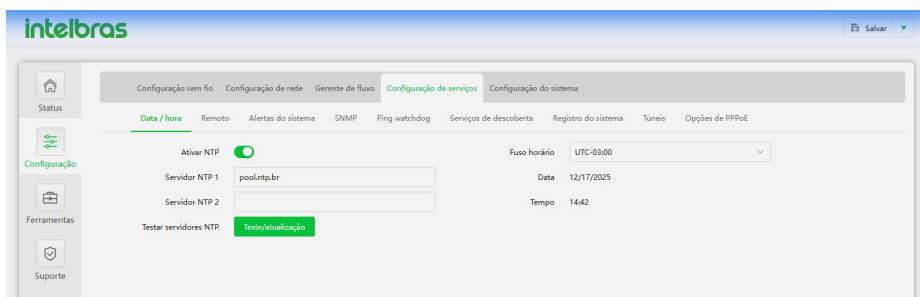 intelbras
Salvar
Status
Configuração
Ferramentas
Suporte
Configuração sem fio Configuração de rede Gerente de fluxo Configuração de serviços Configuração do sistema
Data / hora Remoto Alertas do sistema SNMP Ping watchdog Serviços de descoberta Registro do sistema Túneis Opções de PPPoE
Ativar NTP
Servidor NTP 1 pool.ntp.br
Servidor NTP 2
Testar servidores NTP Teste/atualização
Fuso horário UTC-03:00
Data 12/17/2025
Tempo 14:42